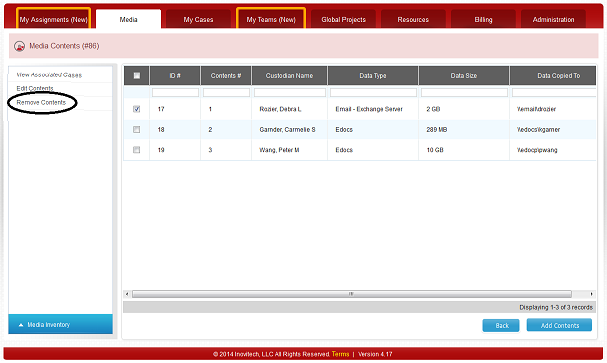 My Assignments (New) Media My Cases My Teams (New) Global Projects Resources Billing Administration
Media Contents (#86)
View Associated Cases
Edit Contents
Remove Contents
ID # Contents # Custodian Name Data Type Data Size Data Copied To
17 1 Rozier, Debra L Email - Exchange Server 2 GB \\email\drozier
18 2 Garnder, Carmelie S Edocs 289 MB \\edocs\kgarner
19 3 Wang, Peter M Edocs 10 GB \\edocp\pwang
Displaying 1-3 of 3 records
Media Inventory
Back Add Contents
© 2014 Inovitech, LLC All Rights Reserved. Terms | Version 4.17